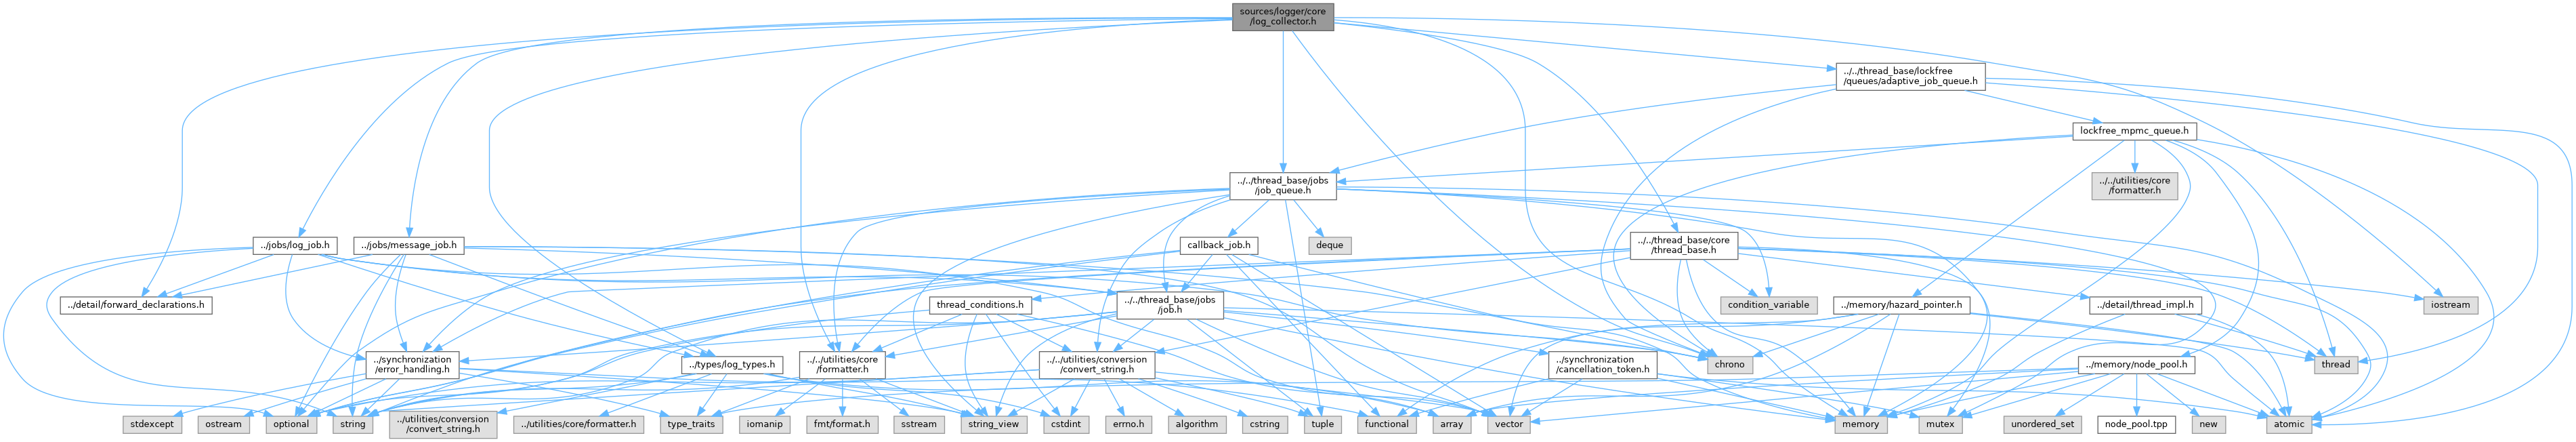 sources/logger/core
/log_collector.h
../../thread_base/lockfree
/queues/adaptive_job_queue.h
lockfree_mpmc_queue.h
../../thread_base/jobs
/job_queue.h
../../utilities/core
/formatter.h
../jobs/log_job.h
../jobs/message_job.h
callback_job.h
deque
../../thread_base/core
/thread_base.h
../detail/forward_declarations.h
thread_conditions.h
../../thread_base/jobs
/job.h
condition_variable
../memory/hazard_pointer.h
../detail/thread_impl.h
iostream
../synchronization
/error_handling.h
../types/log_types.h
../../utilities/core
/formatter.h
../../utilities/conversion
/convert_string.h
../synchronization
/cancellation_token.h
chrono
../memory/node_pool.h
thread
stdexcept
ostream
optional
string
../utilities/conversion
/convert_string.h
../utilities/core/formatter.h
type_traits
iomanip
fmt/format.h
sstream
string_view
cstdint
errno.h
algorithm
cstring
tuple
functional
array
vector
memory
mutex
unordered_set
node_pool.tpp
new
atomic